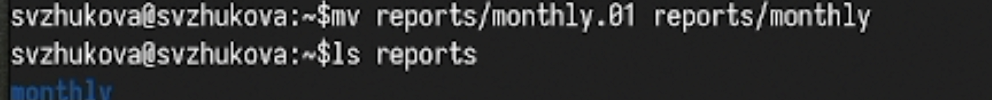 svzhukova@svzhukova:~$mv reports/monthly.01 reports/monthly
svzhukova@svzhukova:~$ls reports
monthly